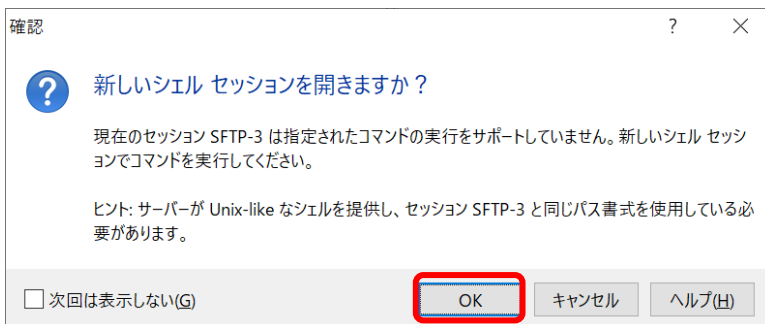 確認 ?
新しいシェル セッションを開きますか？
現在のセッション SFTP-3 は指定されたコマンドの実行をサポートしていません。新しいシェル セッシ
ョンでコマンドを実行してください。
ヒント: サーバーが Unix-like なシェルを提供し、セッション SFTP-3 と同じパス書式を使用している必
要があります。
次回は表示しない(G) OK キャンセル ヘルプ(H)